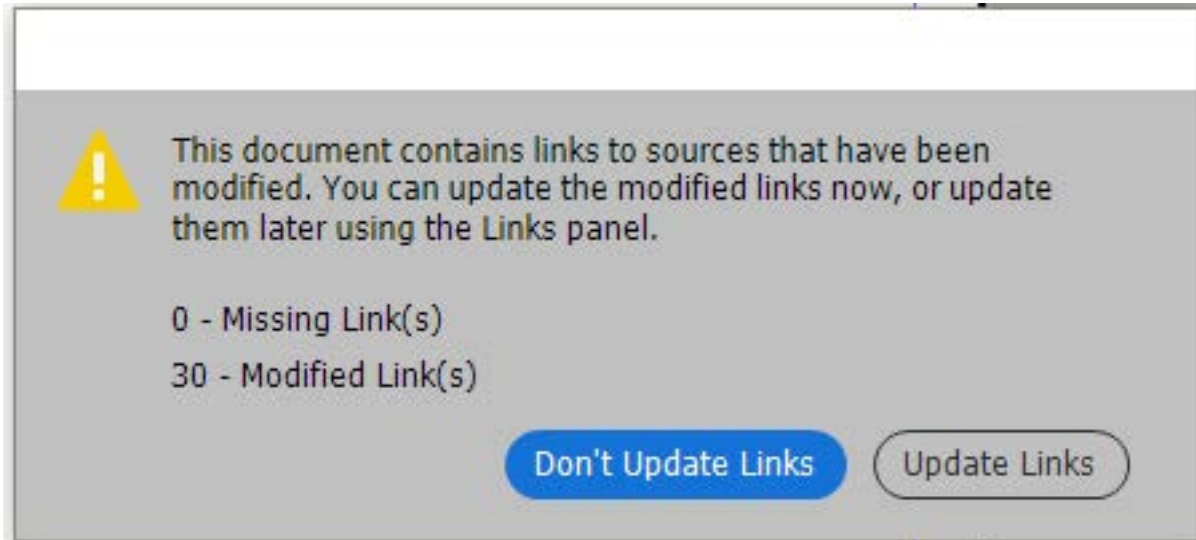 This document contains links to sources that have been
modified. You can update the modified links now, or update
them later using the Links panel.
0 - Missing Link(s)
30 - Modified Link(s)
Don't Update Links
Update Links